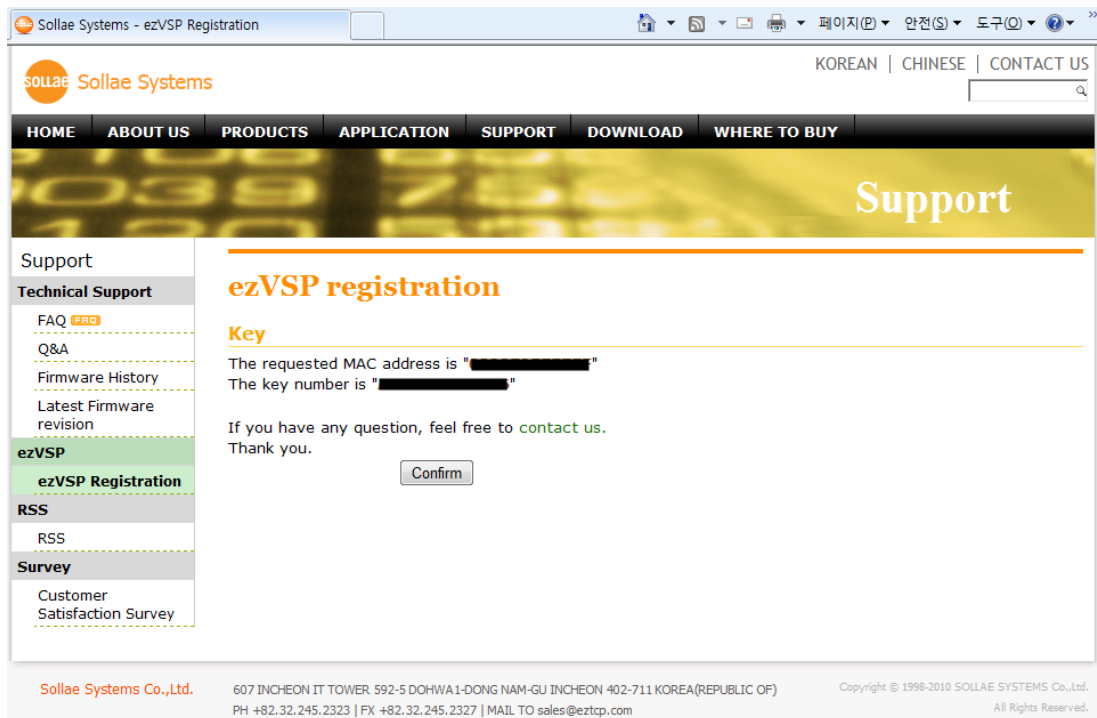 Sollae Systems - ezVSP Registration
페이지(P) 안전(S) 도구(O)
KOREAN | CHINESE | CONTACT US
SOLLAE Sollae Systems
HOME ABOUT US PRODUCTS APPLICATION SUPPORT DOWNLOAD WHERE TO BUY
Support
Support
Technical Support
FAQ FAQ
Q&A
Firmware History
Latest Firmware
revision
ezVSP
ezVSP Registration
RSS
RSS
Survey
Customer
Satisfaction Survey
ezVSP registration
Key
The requested MAC address is " "
The key number is " "
If you have any question, feel free to contact us.
Thank you.
Confirm
Sollae Systems Co.,Ltd.
607 INCHEON IT TOWER 592-5 DOHWA1-DONG NAM-GU INCHEON 402-711 KOREA(REPUBLIC OF)
PH +82.32.245.2323 | FX +82.32.245.2327 | MAIL TO sales@eztcp.com
Copyright © 1998-2010 SOLLAE SYSTEMS Co.,Ltd.
All Rights Reserved.